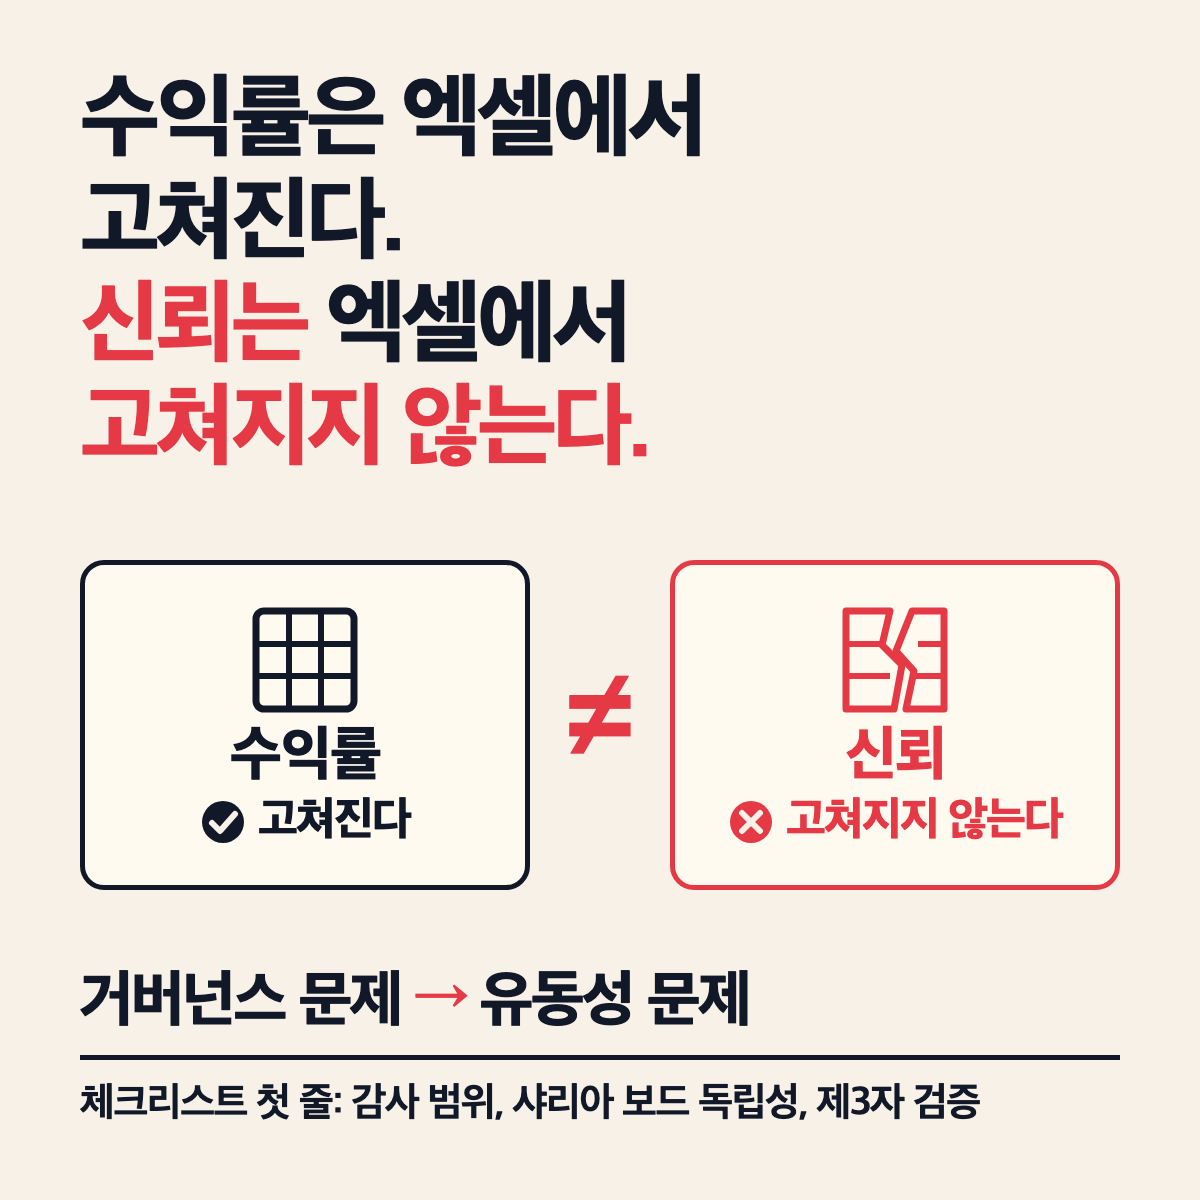 수익률은 엑셀에서
고쳐진다.
신뢰는 엑셀에서
고쳐지지 않는다.
수익률
고쳐진다
≠
신뢰
고쳐지지 않는다
거버넌스 문제 → 유동성 문제
체크리스트 첫 줄: 감사 범위, 샤리아 보드 독립성, 제3자 검증